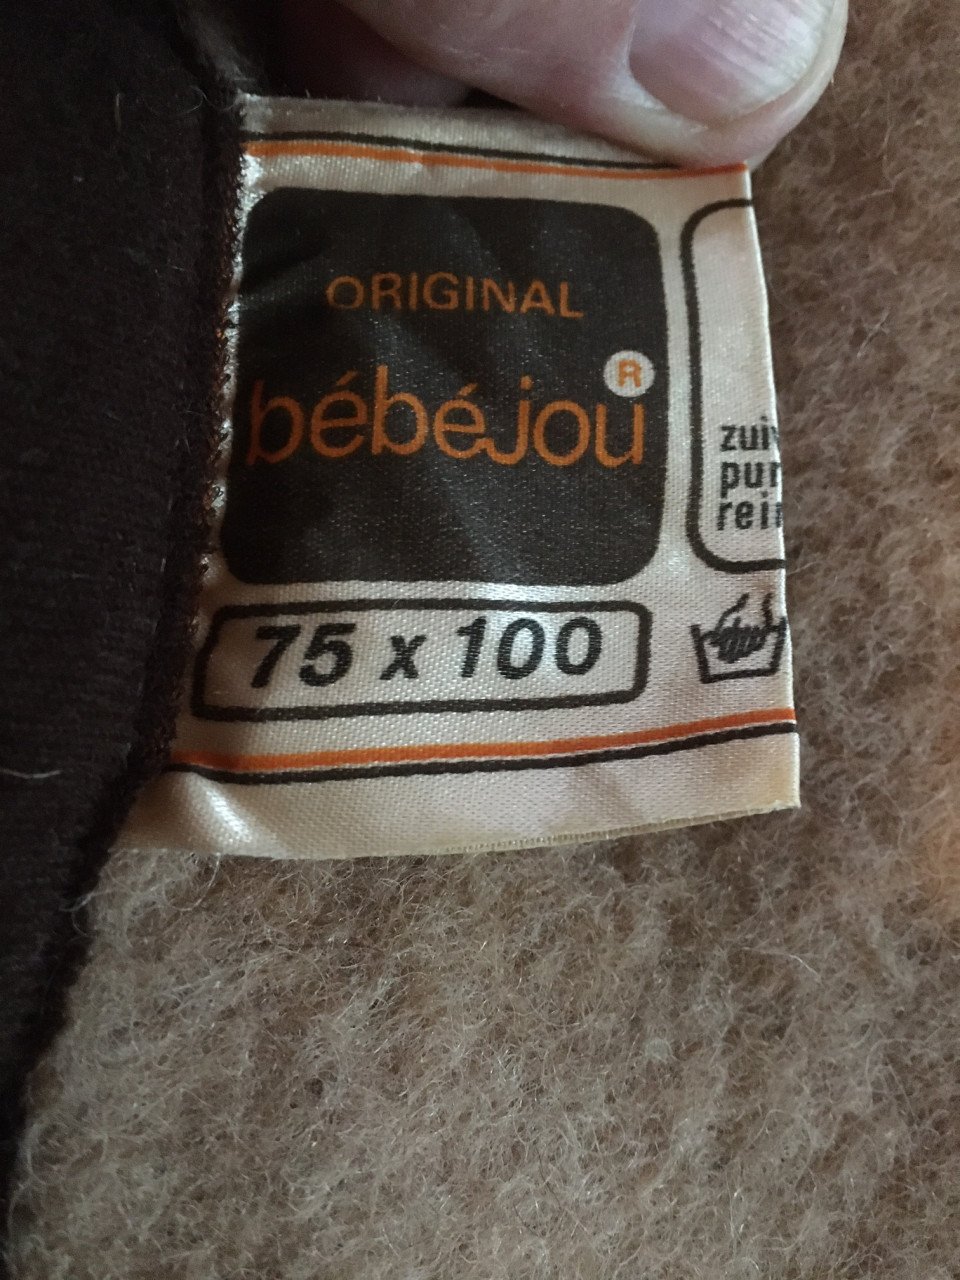 ORIGINAL
bébéjou
R
75 x 100